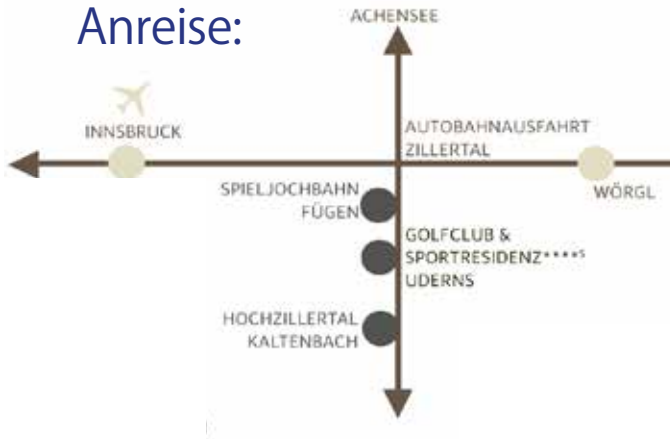 Anreise:
ACHENSEE
INNSBRUCK
AUTOBAHNAUSFAHRT
ZILLERTAL
WÖRGL
SPIELJOCHBAHN
FÜGEN
GOLFCLUB &
SPORTRESIDENZ****S
UDERNS
HOCHZILLERTAL
KALTENBACH